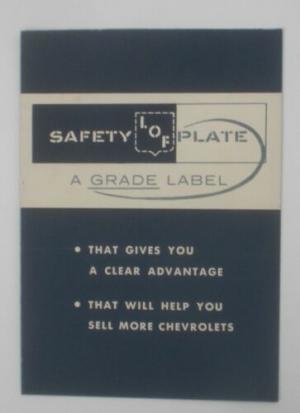 SAFETY LOF PLATE
A GRADE LABEL
• THAT GIVES YOU
A CLEAR ADVANTAGE
• THAT WILL HELP YOU
SELL MORE CHEVROLETS